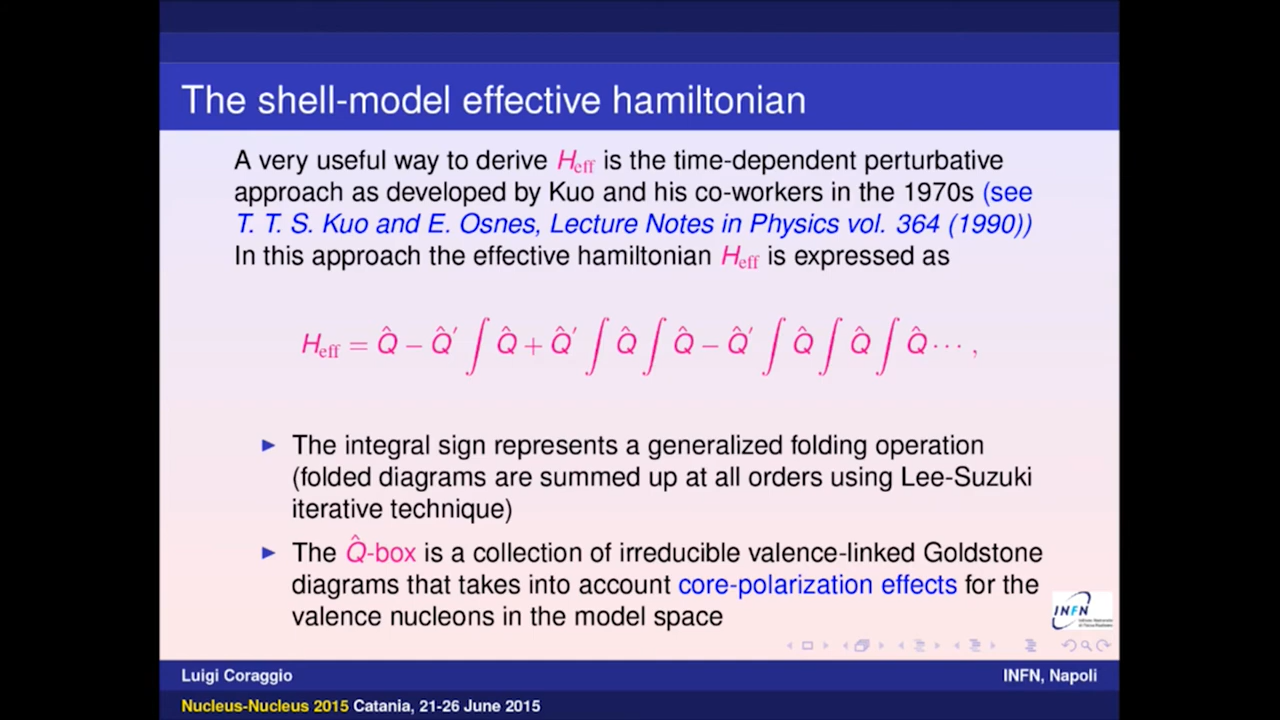 The shell-model effective hamiltonian
A very useful way to derive H_eff is the time-dependent perturbative
approach as developed by Kuo and his co-workers in the 1970s (see
T. T. S. Kuo and E. Osnes, Lecture Notes in Physics vol. 364 (1990))
In this approach the effective hamiltonian H_eff is expressed as
H_eff = Q̂ − Q̂′ ∫ Q̂ + Q̂′ ∫ Q̂ ∫ Q̂ − Q̂′ ∫ Q̂ ∫ Q̂ ∫ Q̂ ··· ,
The integral sign represents a generalized folding operation
(folded diagrams are summed up at all orders using Lee-Suzuki
iterative technique)
The Q̂-box is a collection of irreducible valence-linked Goldstone
diagrams that takes into account core-polarization effects for the
valence nucleons in the model space
INFN
Luigi Coraggio INFN, Napoli
Nucleus-Nucleus 2015 Catania, 21-26 June 2015